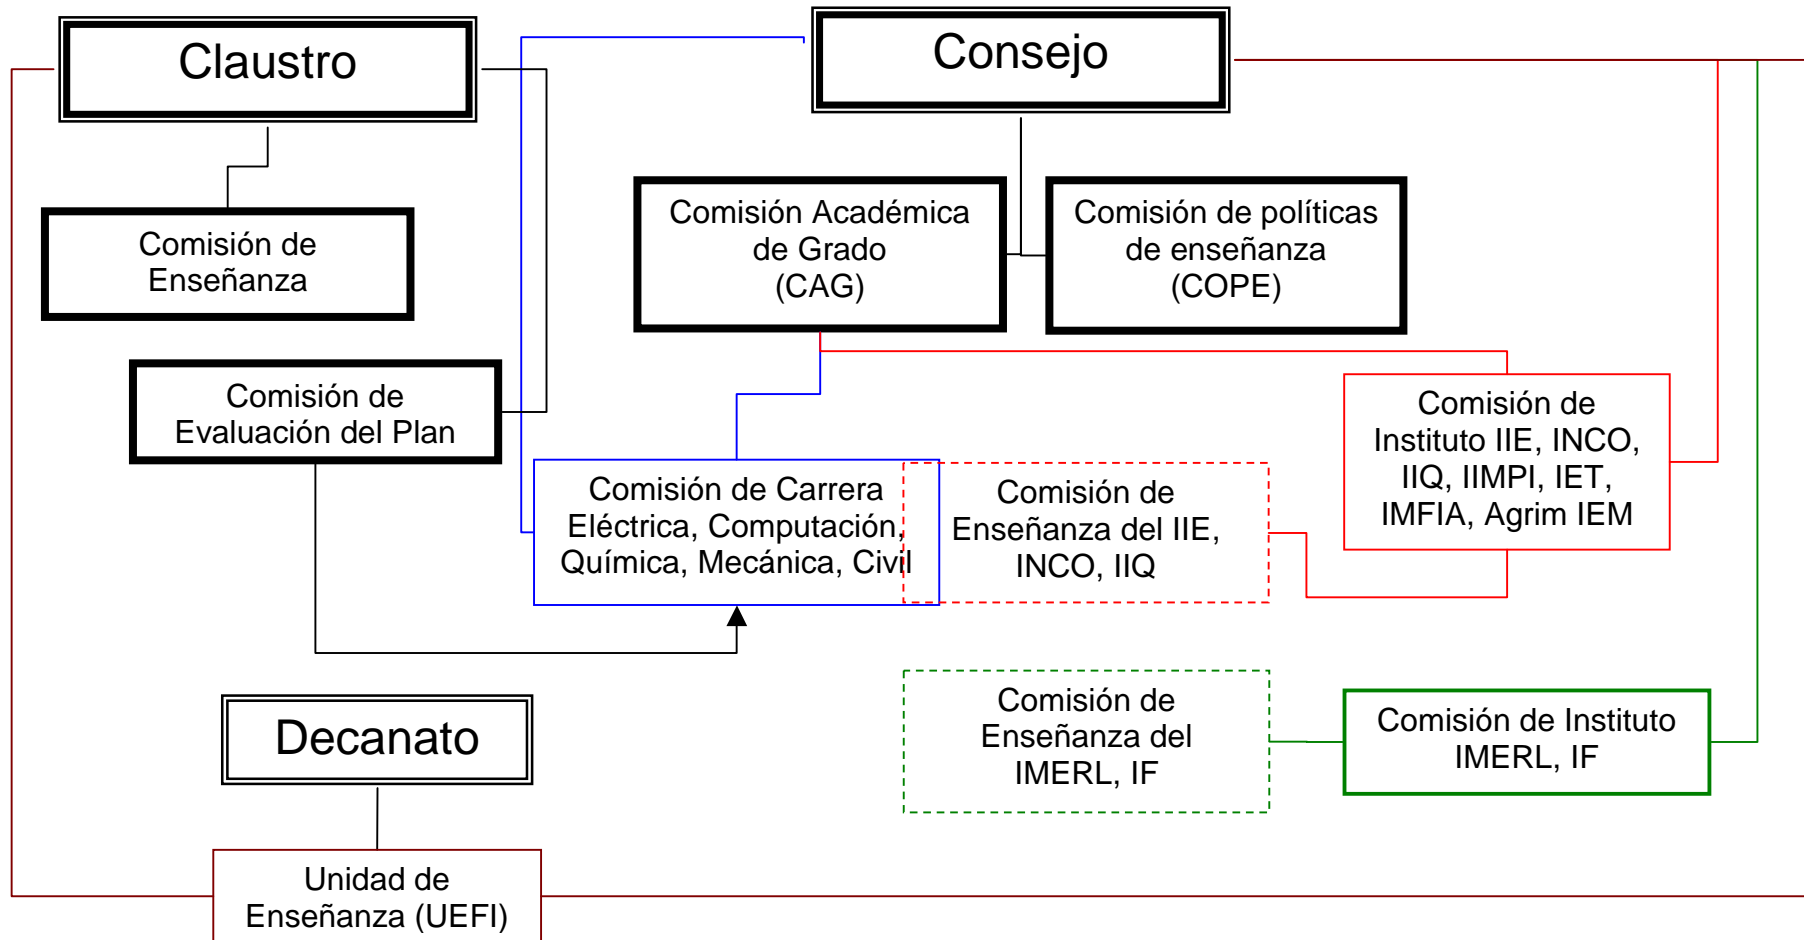 Claustro
Consejo
Comisión de
Enseñanza
Comisión Académica
de Grado
(CAG)
Comisión de políticas
de enseñanza
(COPE)
Comisión de
Evaluación del Plan
Comisión de
Instituto IIE, INCO,
IIQ, IIMPI, IET,
IMFIA, Agrim IEM
Comisión de Carrera
Eléctrica, Computación,
Química, Mecánica, Civil
Comisión de
Enseñanza del IIE,
INCO, IIQ
Decanato
Comisión de
Enseñanza del
IMERL, IF
Comisión de Instituto
IMERL, IF
Unidad de
Enseñanza (UEFI)